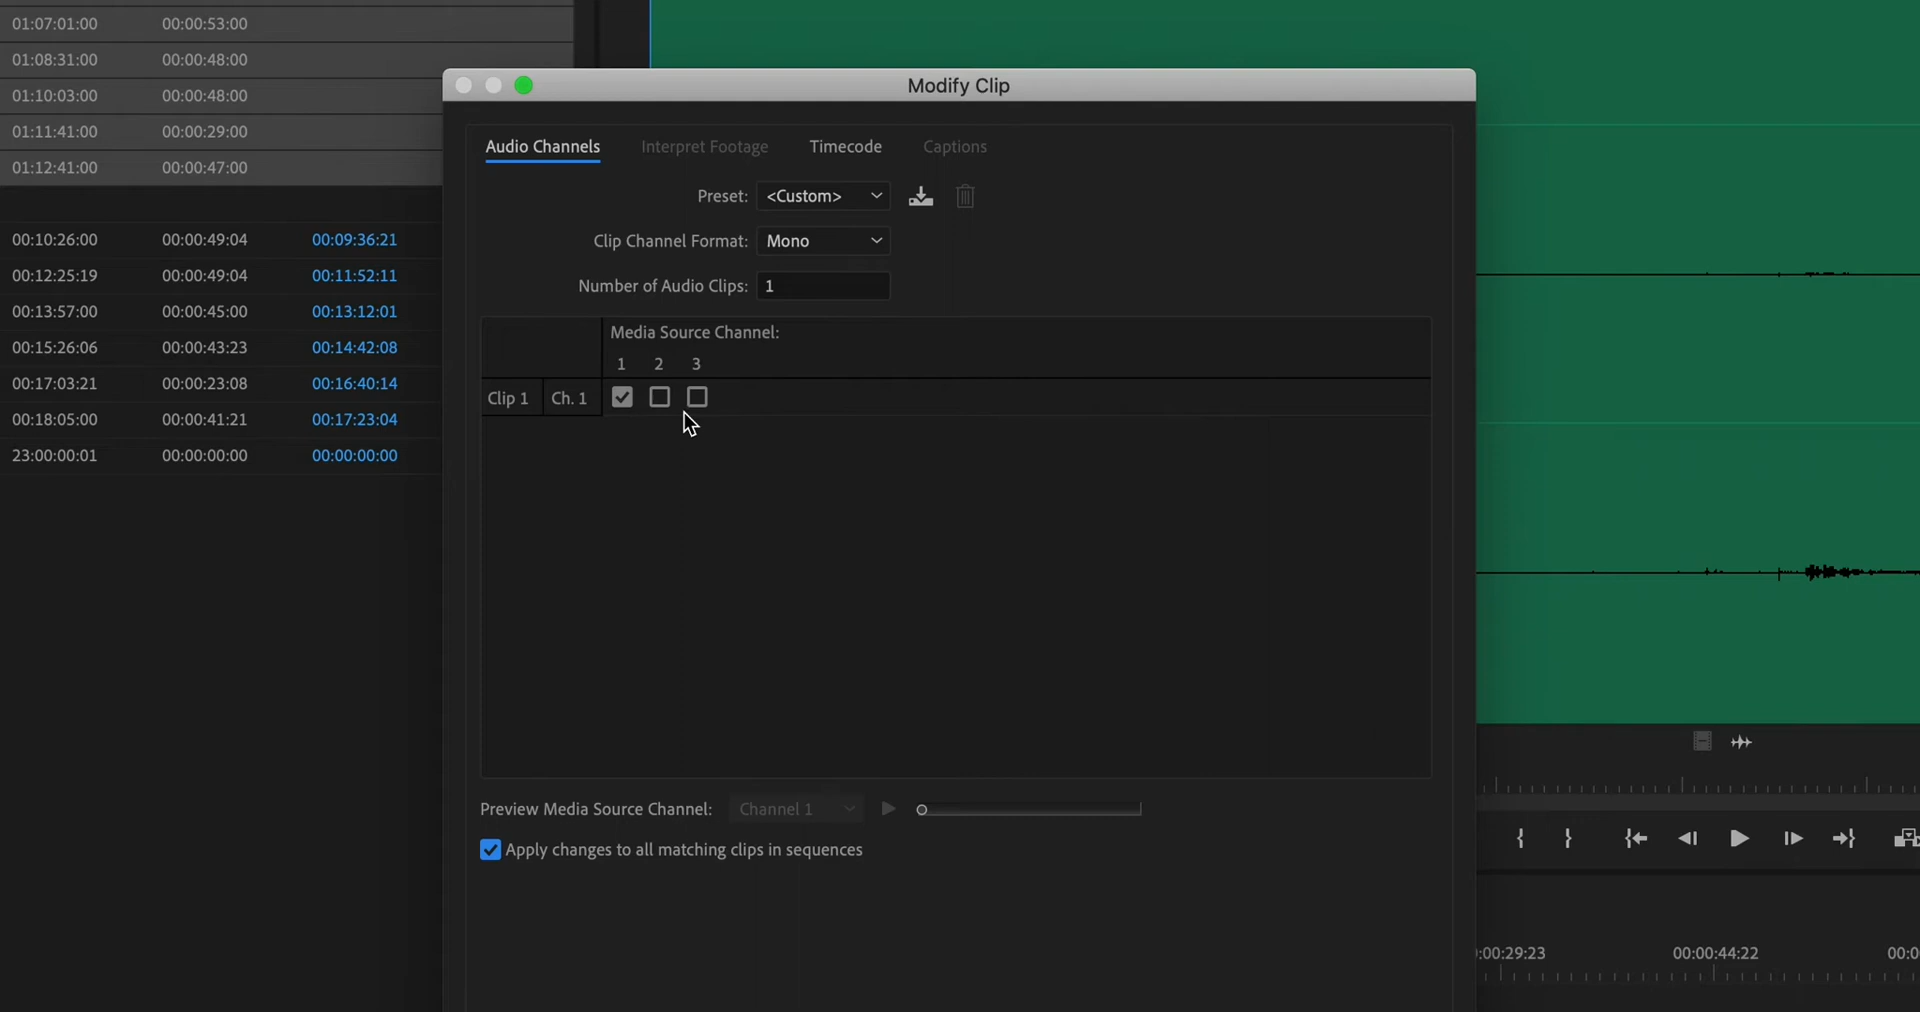 01:07:01:00 00:00:53:00
01:08:31:00 00:00:48:00
01:10:03:00 00:00:48:00
01:11:41:00 00:00:29:00
01:12:41:00 00:00:47:00
00:10:26:00 00:00:49:04 00:09:36:21
00:12:25:19 00:00:49:04 00:11:52:11
00:13:57:00 00:00:45:00 00:13:12:01
00:15:26:06 00:00:43:23 00:14:42:08
00:17:03:21 00:00:23:08 00:16:40:14
00:18:05:00 00:00:41:21 00:17:23:04
23:00:00:01 00:00:00:00 00:00:00:00
Modify Clip
Audio Channels Interpret Footage Timecode Captions
Preset: <Custom>
Clip Channel Format: Mono
Number of Audio Clips: 1
Media Source Channel:
1 2 3
Clip 1 Ch. 1
Preview Media Source Channel: Channel 1
Apply changes to all matching clips in sequences
:00:29:23 00:00:44:22 00:0